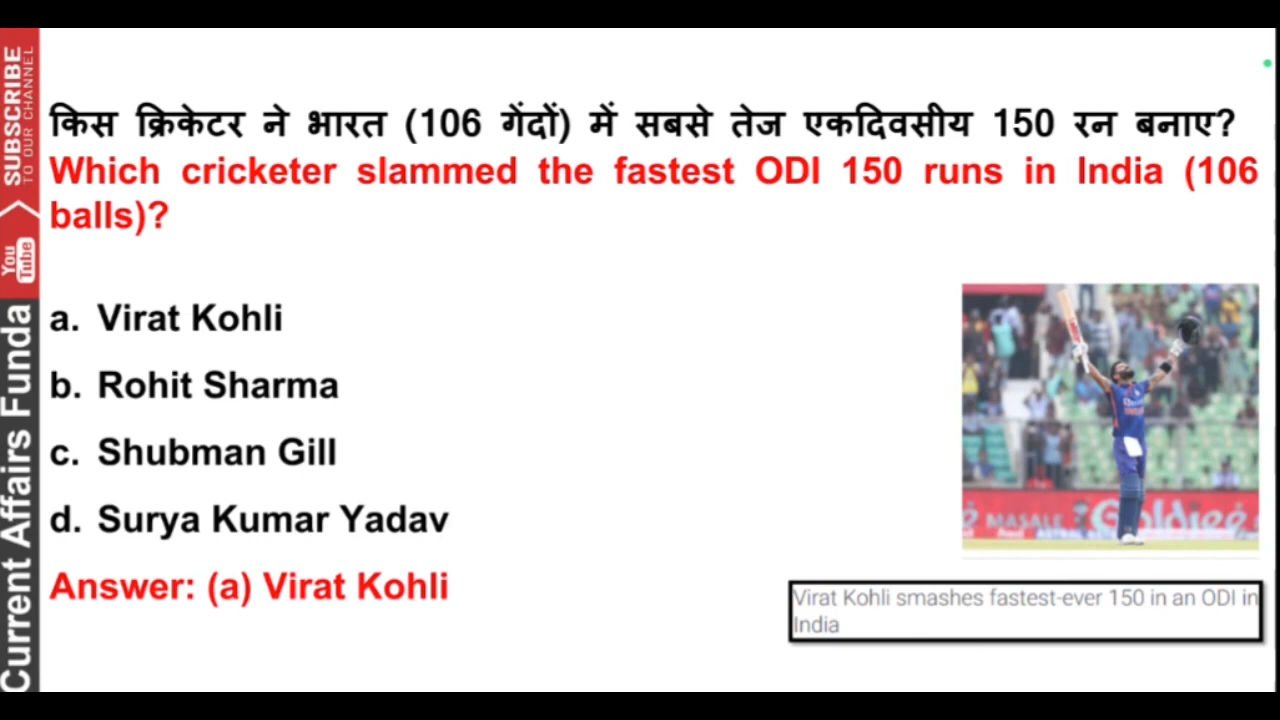 SUBSCRIBE
TO OUR CHANNEL
You
Tube
Current Affairs Funda
किस क्रिकेटर ने भारत (106 गेंदों) में सबसे तेज एकदिवसीय 150 रन बनाए?
Which cricketer slammed the fastest ODI 150 runs in India (106
balls)?
a. Virat Kohli
b. Rohit Sharma
c. Shubman Gill
d. Surya Kumar Yadav
Answer: (a) Virat Kohli
MASALE
Goldiee
Virat Kohli smashes fastest-ever 150 in an ODI in
India